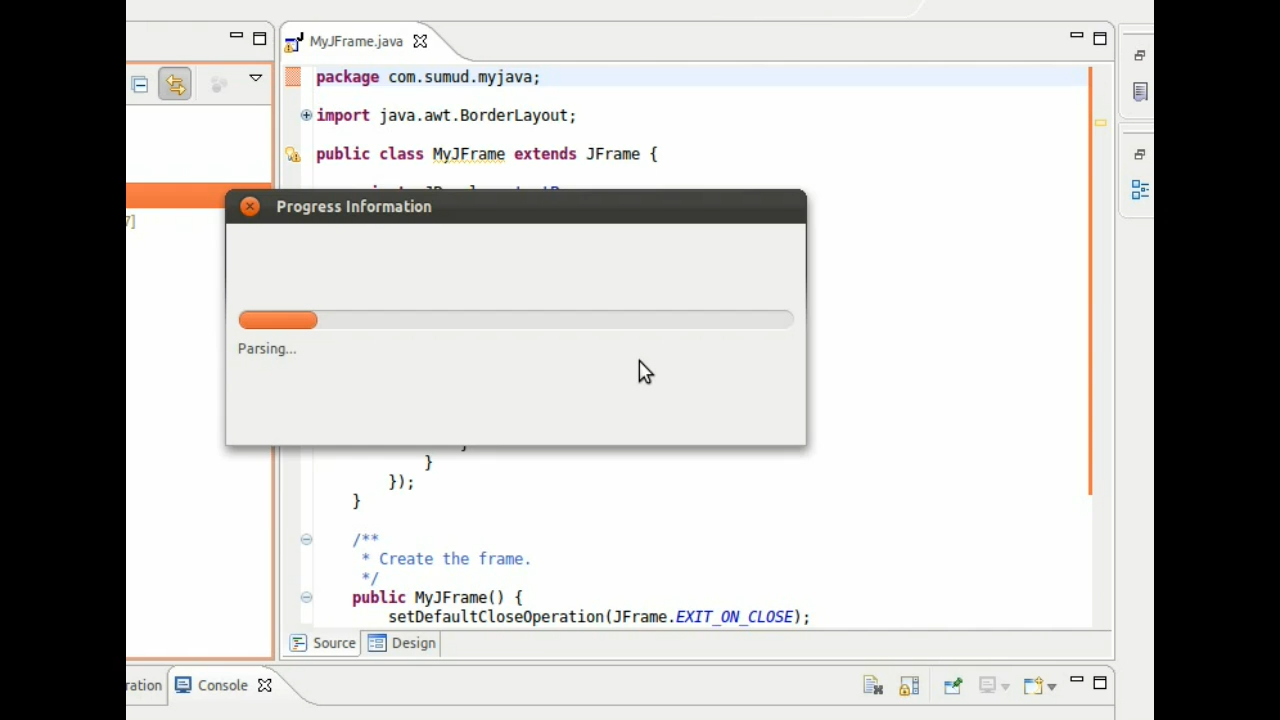 MyJFrame.java
package com.sumud.myjava;
import java.awt.BorderLayout;
public class MyJFrame extends JFrame {
7]
Progress Information
Parsing...
}
});
}
/**
* Create the frame.
*/
public MyJFrame() {
setDefaultCloseOperation(JFrame.EXIT_ON_CLOSE);
Source Design
ration Console